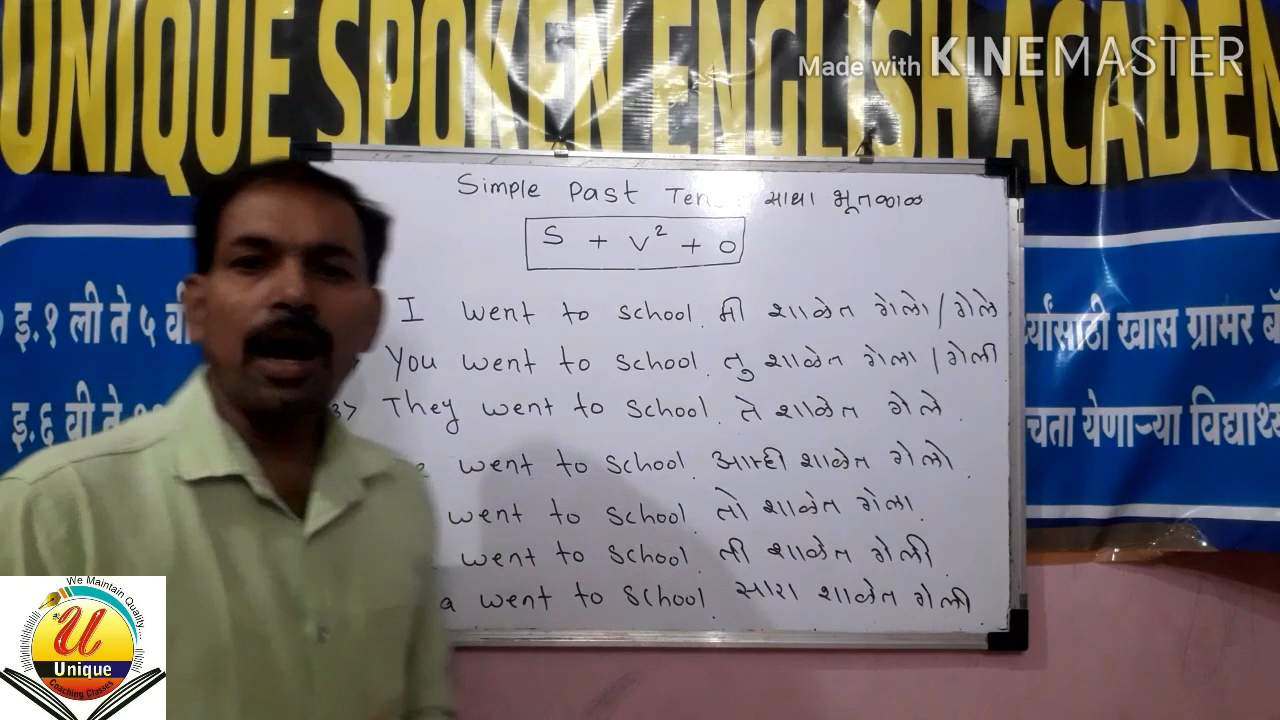 UNIQUE SPOKEN ENGLISH ACADEM
Made with KINEMASTER
Simple Past Ten साधा भूतकाळ
S + V² + O
I went to school. मी शाळेत गेलो/गेले
You went to school. तु शाळेत गेला/गेली
3> They went to school. ते शाळेत गेले.
e went to school. आम्ही शाळेत गेलो.
went to school तो शाळेत गेला.
went to school. ती शाळेत गेली.
a went to school सारा शाळेत गेली
इ.१ ली ते ५ वी
र्थ्यांसाठी खास ग्रामर बॅ
इ.६ वी ते
चता येणाऱ्या विद्यार्थ
We Maintain Quality...
u
Unique
Coaching Classes